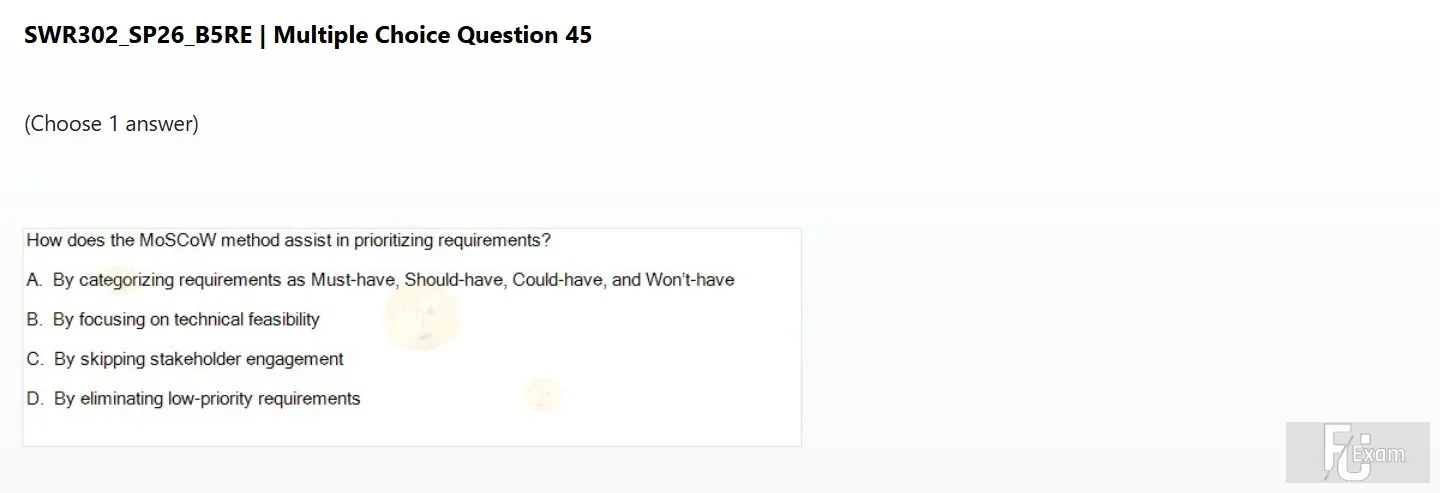 SWR302_SP26_B5RE | Multiple Choice Question 45
(Choose 1 answer)
How does the MoSCoW method assist in prioritizing requirements?
A. By categorizing requirements as Must-have, Should-have, Could-have, and Won't-have
B. By focusing on technical feasibility
C. By skipping stakeholder engagement
D. By eliminating low-priority requirements
FU Exam